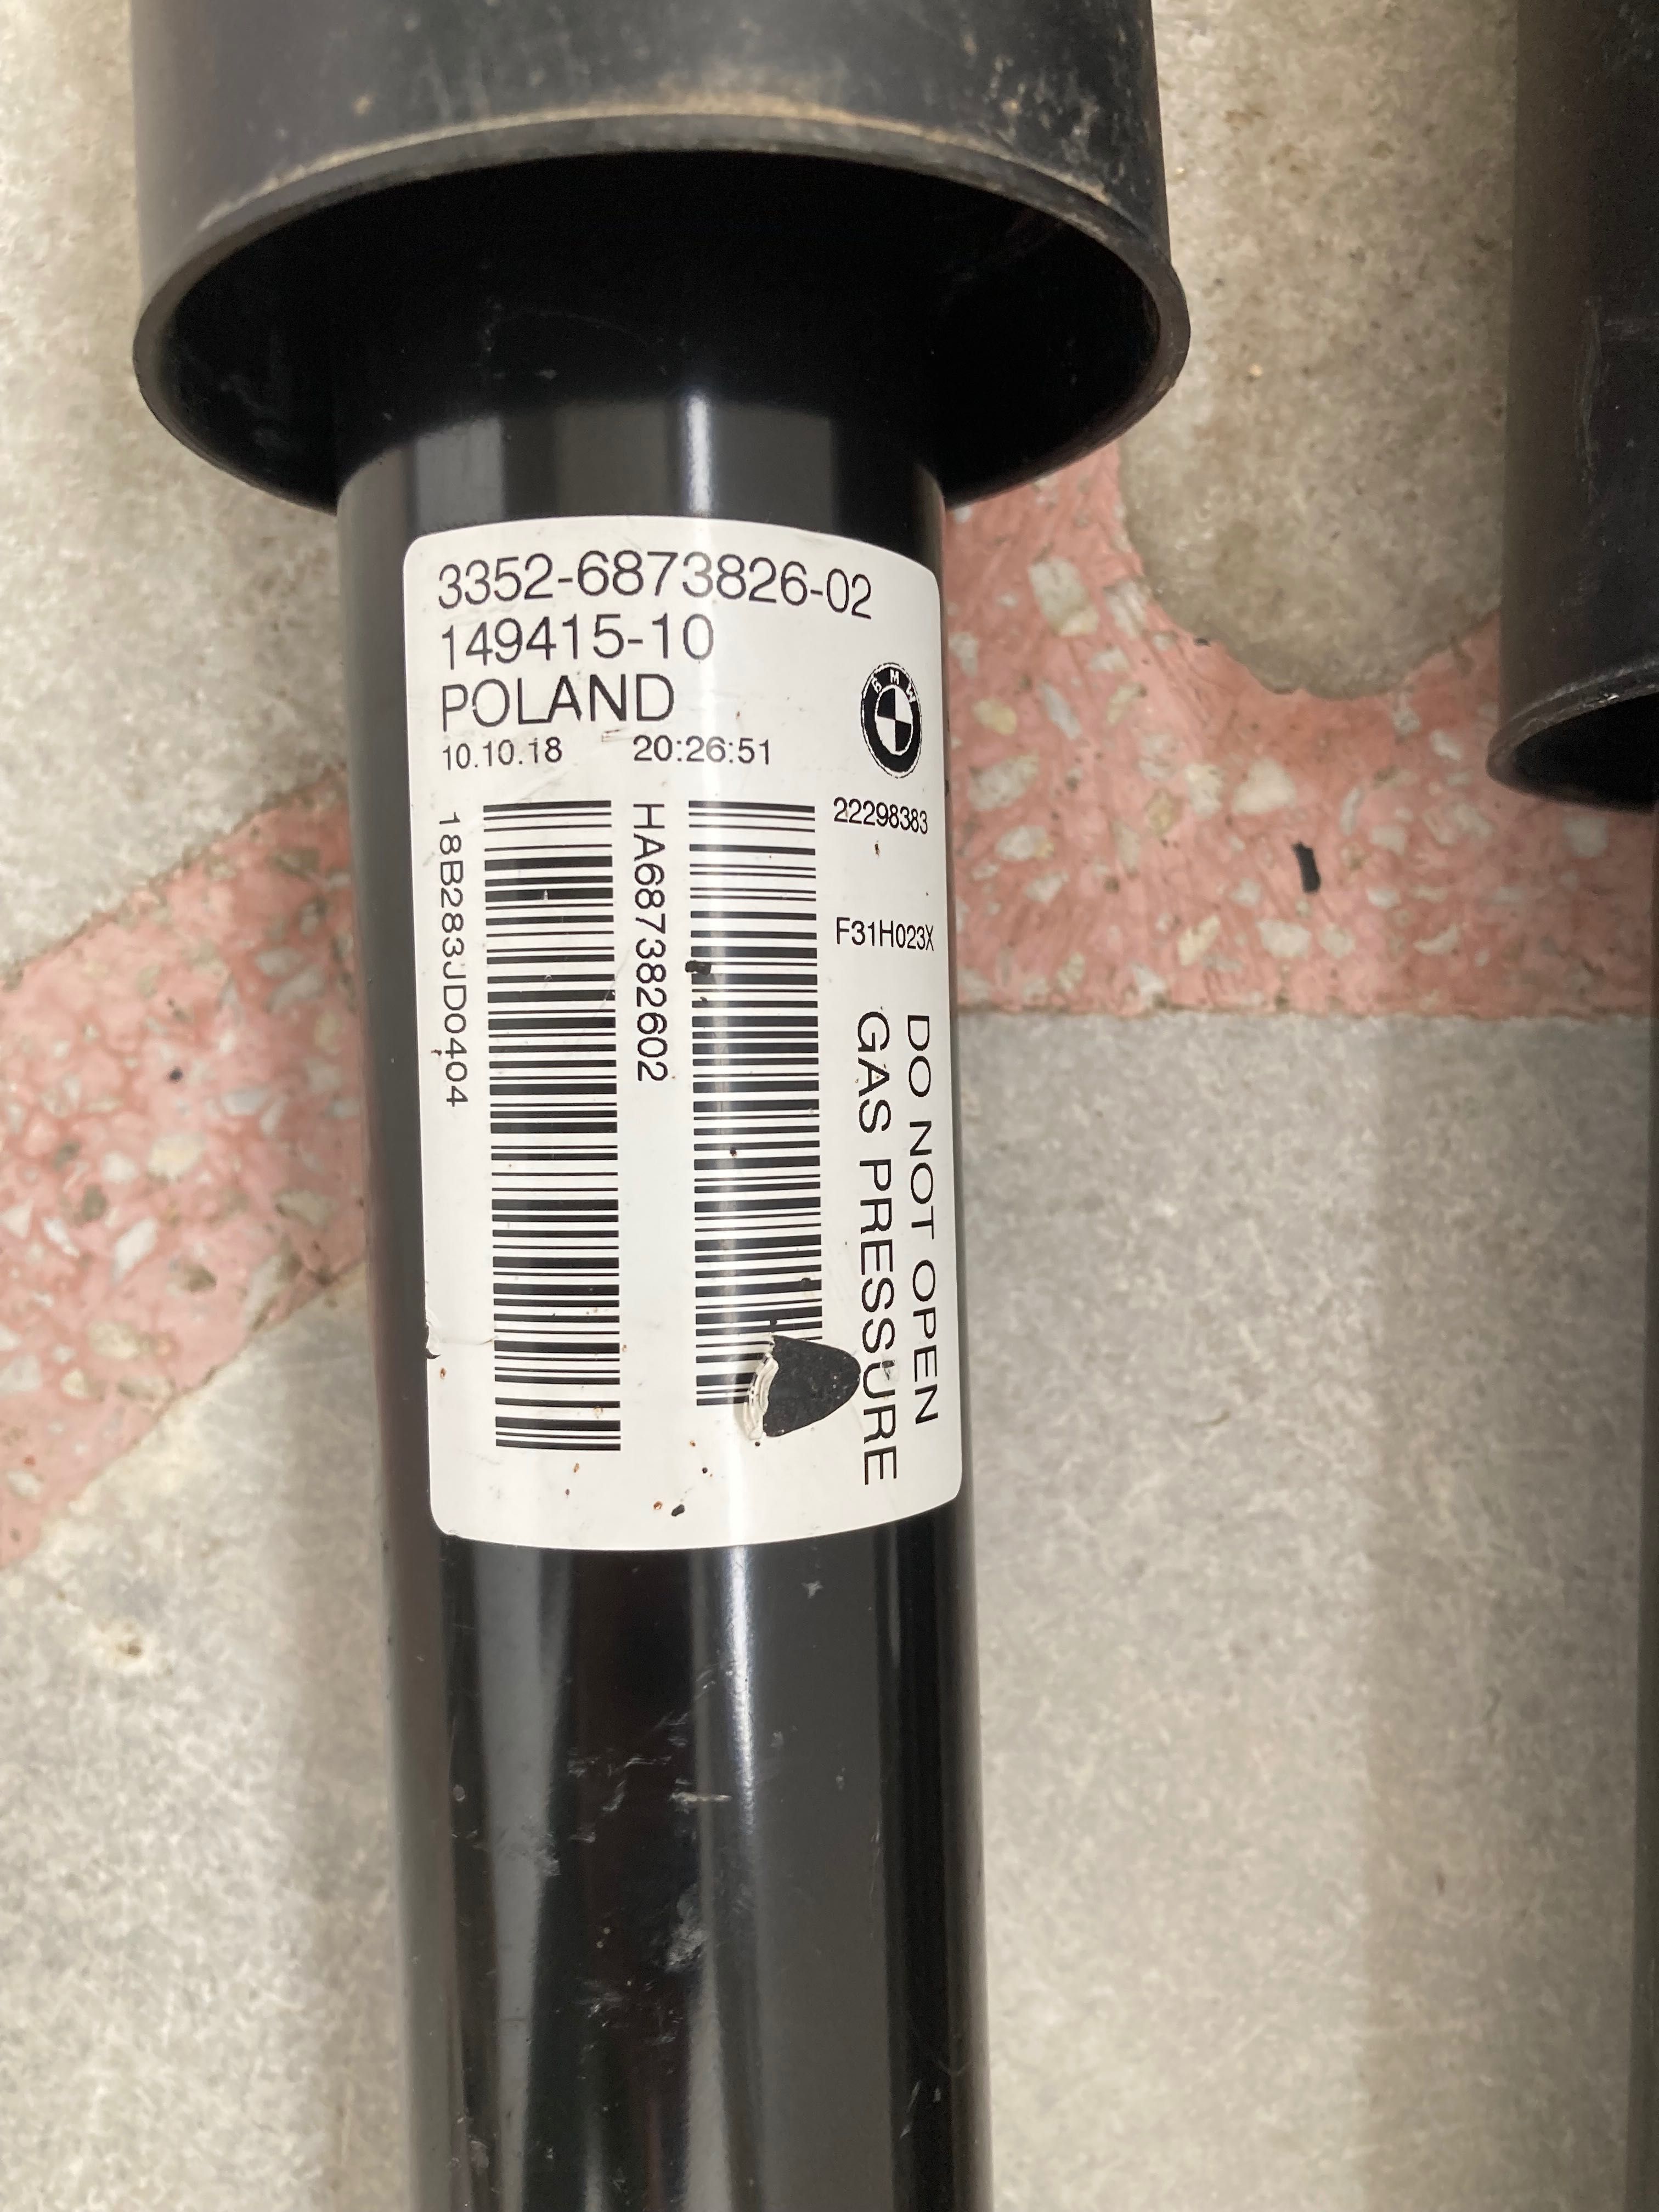 3352-6873826-02
149415-10
POLAND
10.10.18 20:26:51
BMW
22298383
F31H023X
18B283JD0404
HA687382602
DO NOT OPEN
GAS PRESSURE